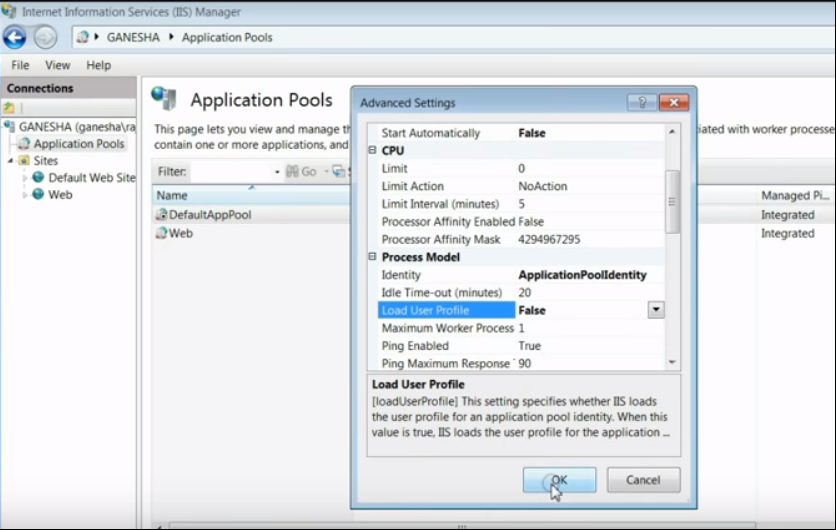 Internet Information Services (IIS) Manager
GANESHA
Application Pools
File View Help
Connections
GANESHA (ganesha\ra
Application Pools
Sites
Default Web Site
Web
Application Pools
This page lets you view and manage th
iated with worker processe
contain one or more applications, and
Filter:
Go
Name
Managed Pi...
DefaultAppPool
Integrated
Web
Integrated
Advanced Settings
Start Automatically False
CPU
Limit 0
Limit Action NoAction
Limit Interval (minutes) 5
Processor Affinity Enabled False
Processor Affinity Mask 4294967295
Process Model
Identity ApplicationPoolIdentity
Idle Time-out (minutes) 20
Load User Profile False
Maximum Worker Process 1
Ping Enabled True
Ping Maximum Response 90
Load User Profile
[loadUserProfile] This setting specifies whether IIS loads
the user profile for an application pool identity. When this
value is true, IIS loads the user profile for the application ...
OK
Cancel